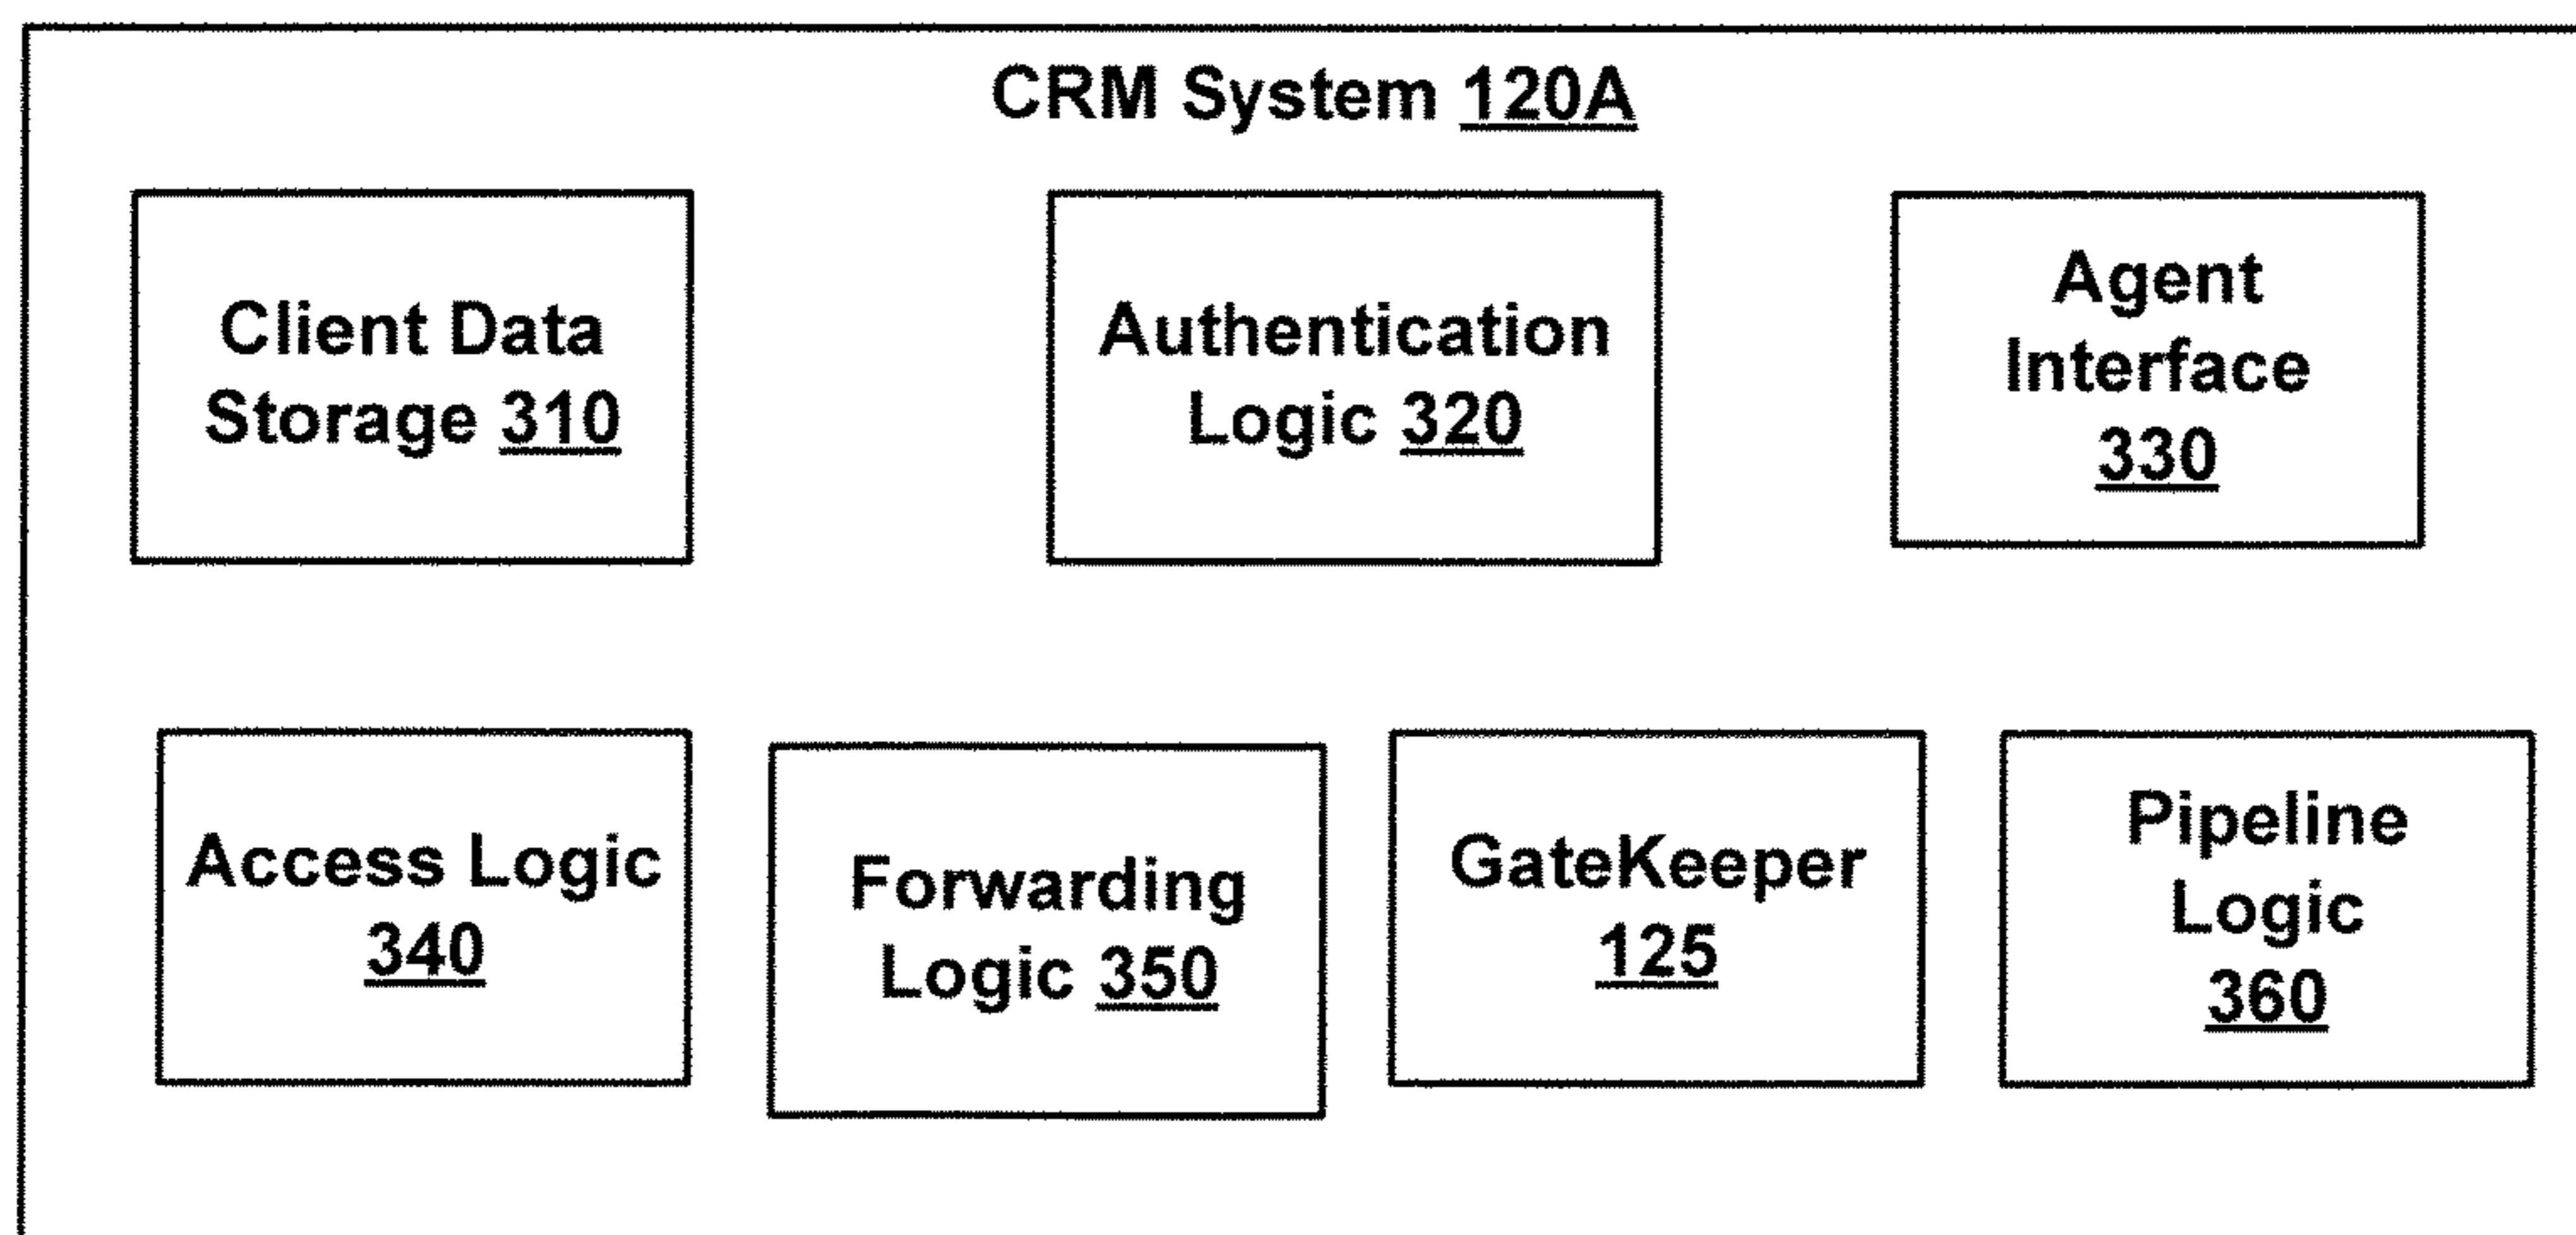 CRM System 120A
Client Data
Storage 310
Authentication
Logic 320
Agent
Interface
330
Access Logic
340
Forwarding
Logic 350
GateKeeper
125
Pipeline
Logic
360